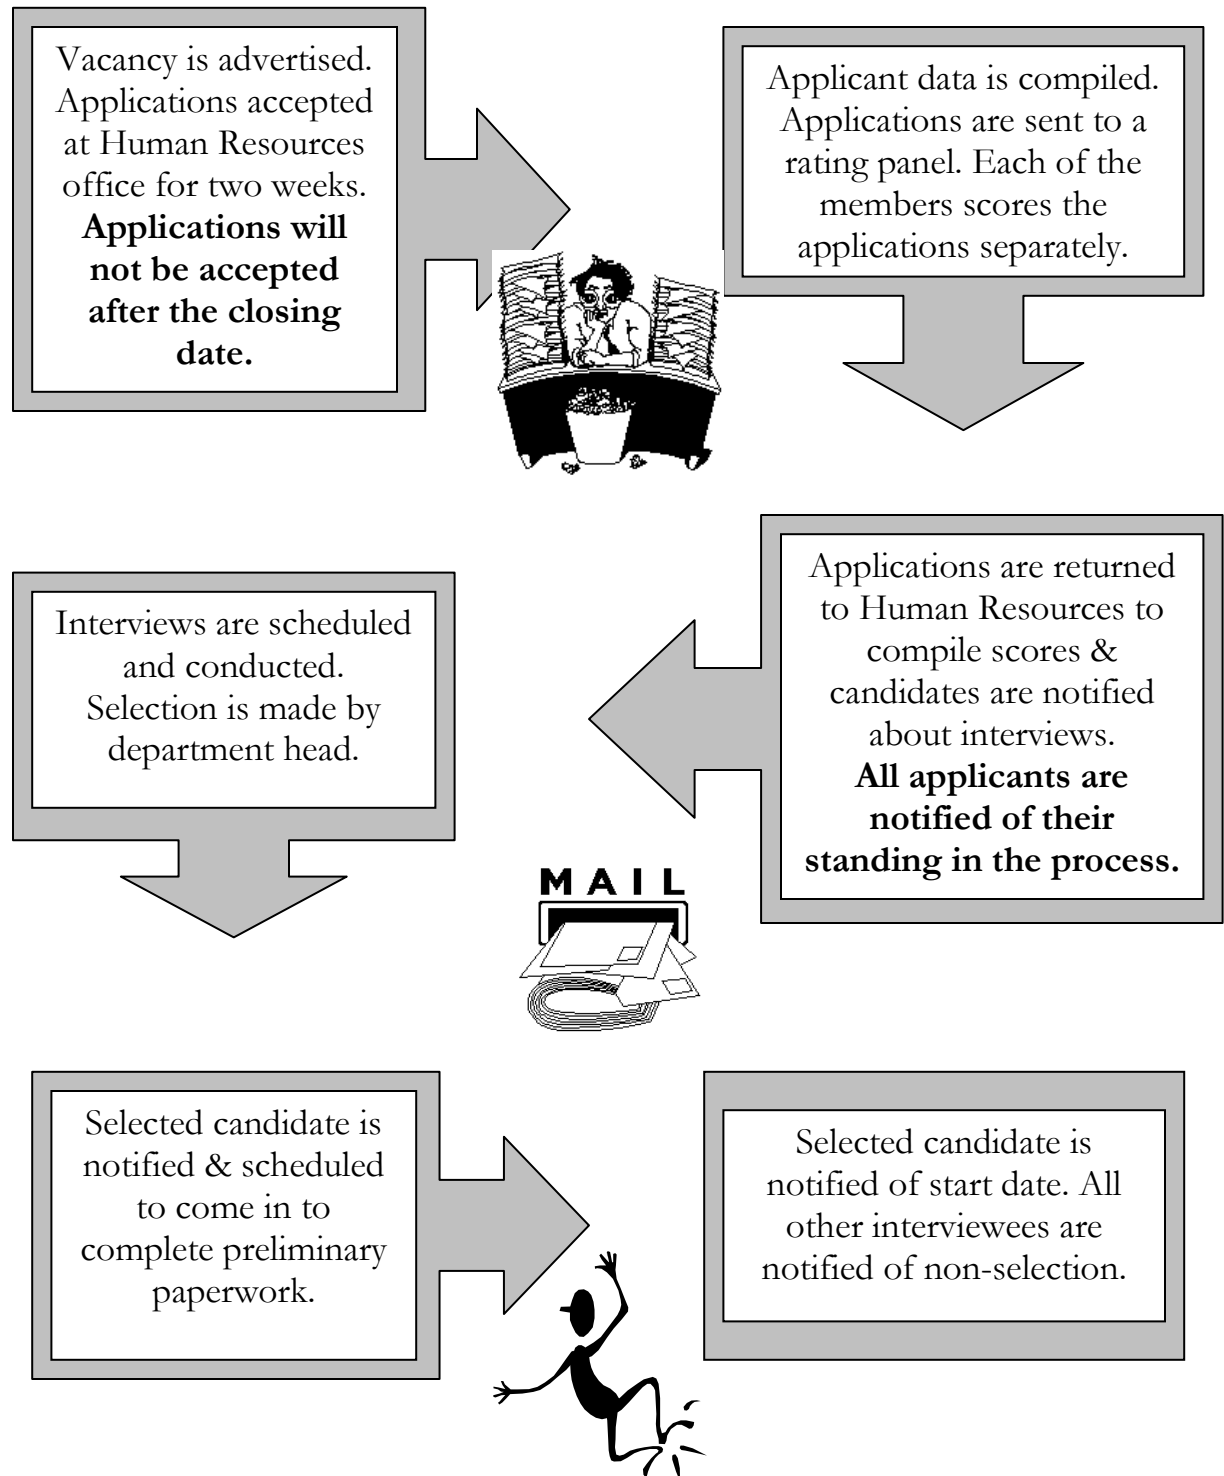 Vacancy is advertised.
Applications accepted
at Human Resources
office for two weeks.
Applications will
not be accepted
after the closing
date.
Applicant data is compiled.
Applications are sent to a
rating panel. Each of the
members scores the
applications separately.
Applications are returned
to Human Resources to
compile scores &
candidates are notified
about interviews.
All applicants are
notified of their
standing in the process.
Interviews are scheduled
and conducted.
Selection is made by
department head.
MAIL
Selected candidate is
notified & scheduled
to come in to
complete preliminary
paperwork.
Selected candidate is
notified of start date. All
other interviewees are
notified of non-selection.